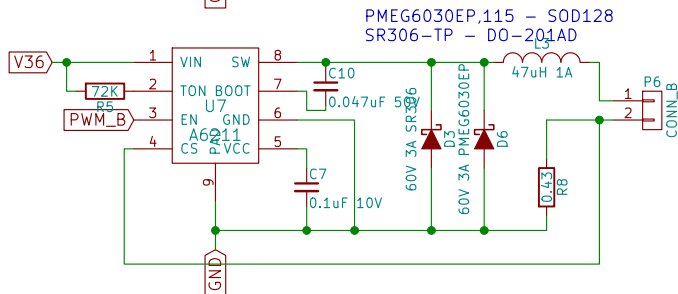 PMEG6030EP,115 – SOD128
SR306-TP – DO-201AD
V36
1
VIN
SW
8
L3
47uH 1A
C10
0.047uF 50V
72K
R5
2
TON
BOOT
7
U7
PWM_B
3
EN
GND
6
A6211
4
CS
VCC
5
PAD
9
C7
0.1uF 10V
60V 3A SR306
D3
60V 3A PMEG6030EP
D6
0.43
R8
P6
1
2
CONN_B
GND